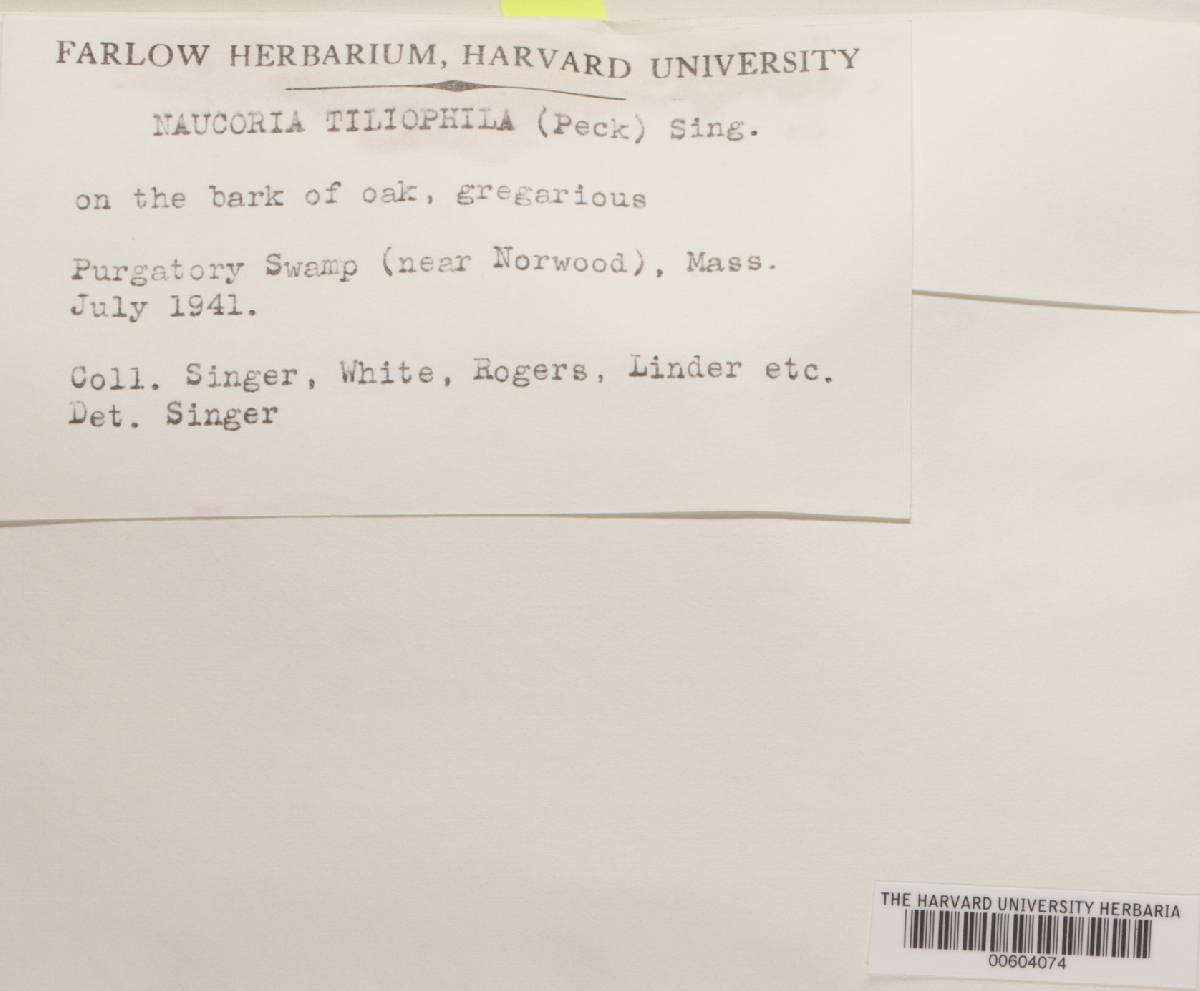 FARLOW HERBARIUM, HARVARD UNIVERSITY
NAUCORIA TILIOPHILA (Peck) Sing.
on the bark of oak, gregarious
Purgatory Swamp (near Norwood), Mass.
July 1941.
Coll. Singer, White, Rogers, Linder etc.
Det. Singer
THE HARVARD UNIVERSITY HERBARIA
00604074